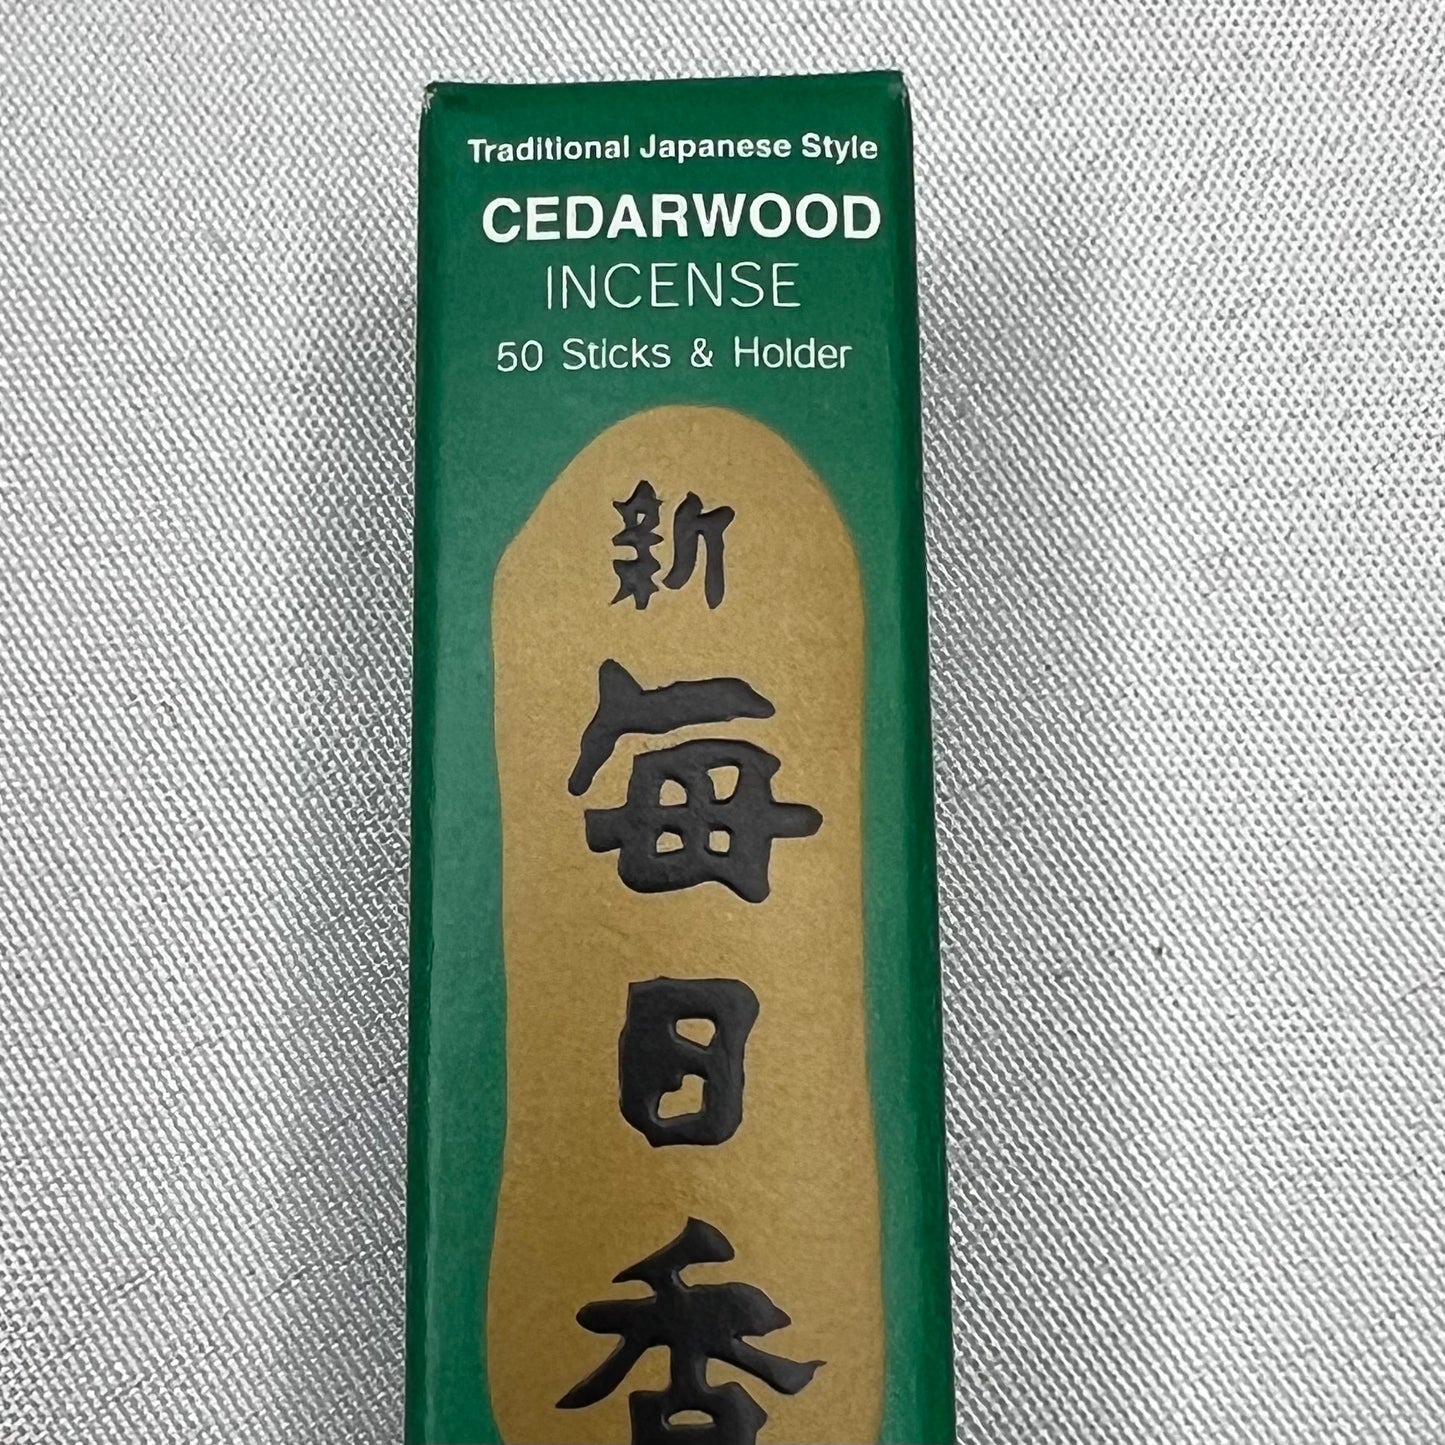 Traditional Japanese Style
CEDARWOOD
INCENSE
50 Sticks & Holder
新
毎
日
香